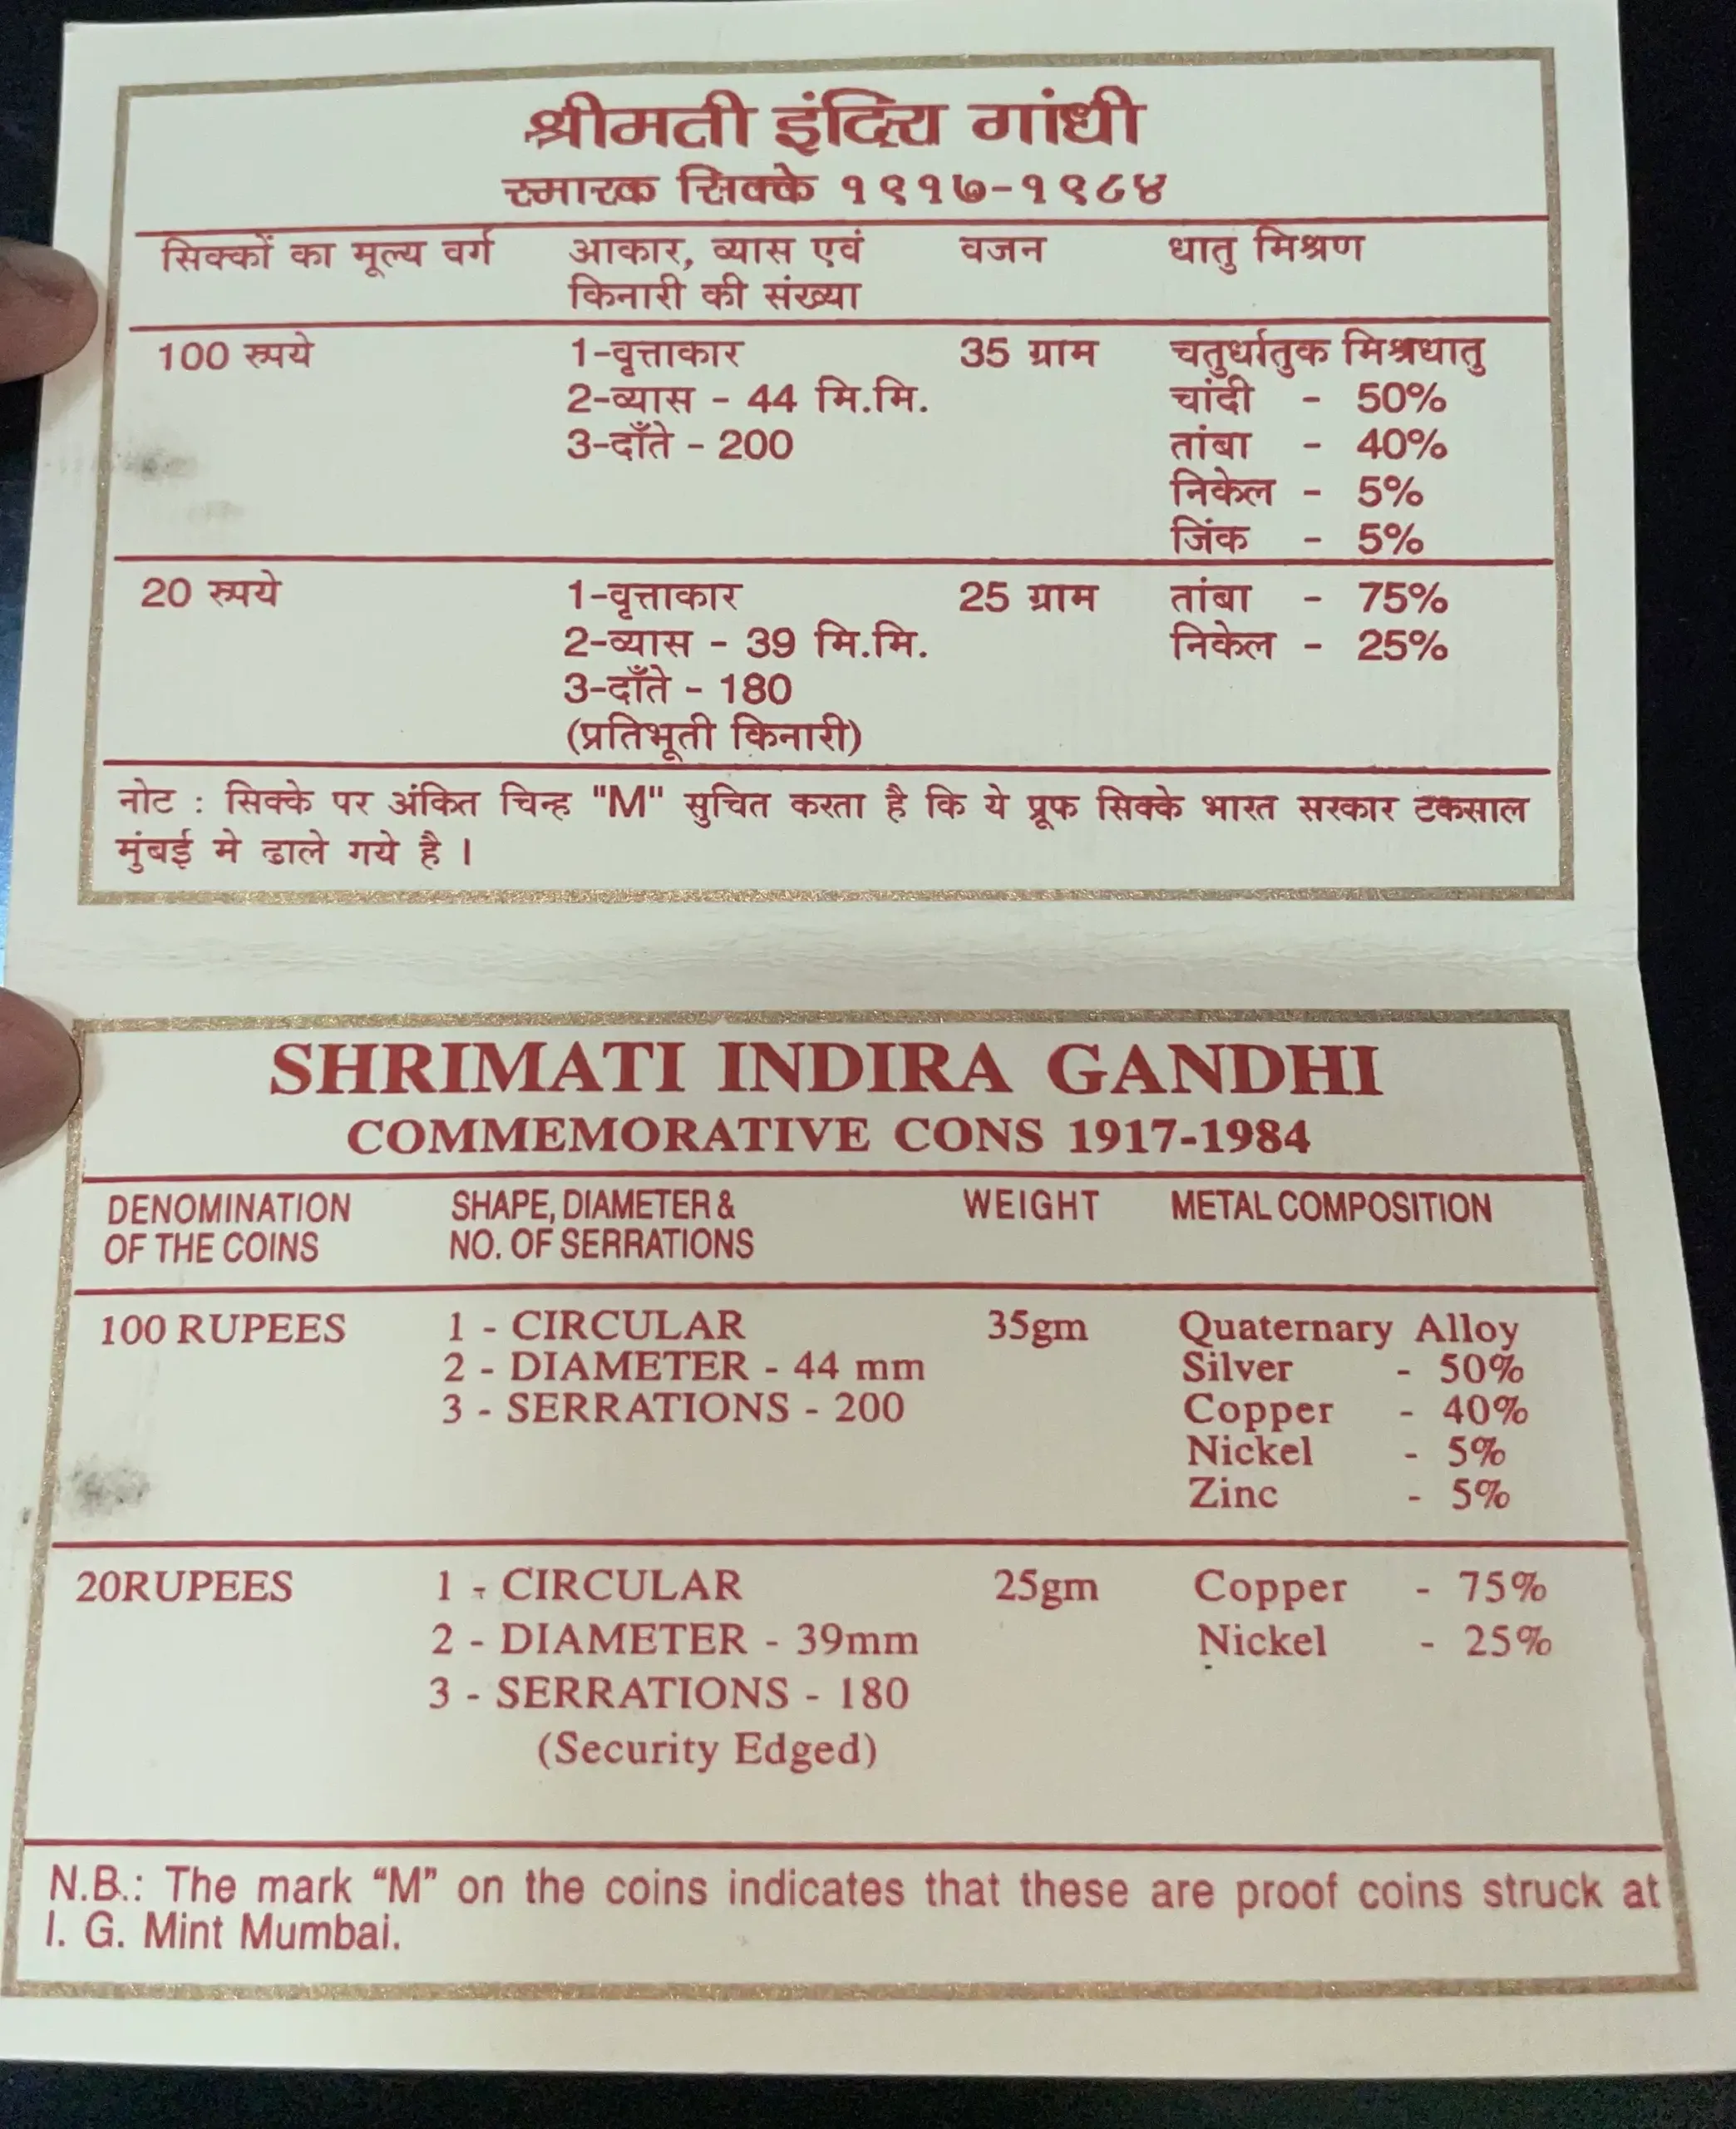 श्रीमती इंदिरा गांधी
स्मारक सिक्के १९१७-१९८४
सिक्कों का मूल्य वर्ग आकार, व्यास एवं वजन धातु मिश्रण
किनारी की संख्या
100 रूपये 1-वृत्ताकार 35 ग्राम चतुर्धातुक मिश्रधातु
2-व्यास - 44 मि.मि. चांदी - 50%
3-दाँते - 200 तांबा - 40%
निकेल - 5%
जिंक - 5%
20 रूपये 1-वृत्ताकार 25 ग्राम तांबा - 75%
2-व्यास - 39 मि.मि. निकेल - 25%
3-दाँते - 180
(प्रतिभूती किनारी)
नोट : सिक्के पर अंकित चिन्ह "M" सुचित करता है कि ये प्रूफ सिक्के भारत सरकार टकसाल
मुंबई मे ढाले गये है ।
SHRIMATI INDIRA GANDHI
COMMEMORATIVE CONS 1917-1984
DENOMINATION SHAPE, DIAMETER & WEIGHT METAL COMPOSITION
OF THE COINS NO. OF SERRATIONS
100 RUPEES 1 - CIRCULAR 35gm Quaternary Alloy
2 - DIAMETER - 44 mm Silver - 50%
3 - SERRATIONS - 200 Copper - 40%
Nickel - 5%
Zinc - 5%
20RUPEES 1 - CIRCULAR 25gm Copper - 75%
2 - DIAMETER - 39mm Nickel - 25%
3 - SERRATIONS - 180
(Security Edged)
N.B.: The mark “M” on the coins indicates that these are proof coins struck at
I. G. Mint Mumbai.